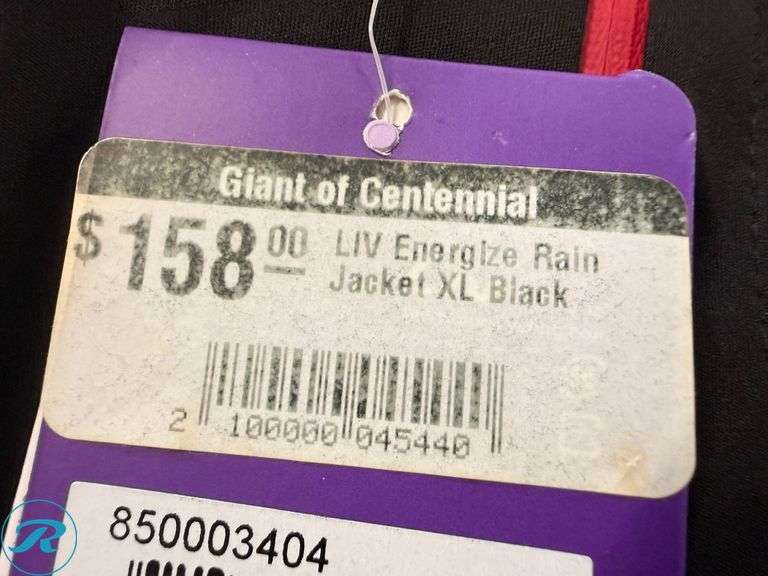 Giant of Centennial
$158.00 LIV Energize Rain
Jacket XL Black
2 100000 045440
850003404
R